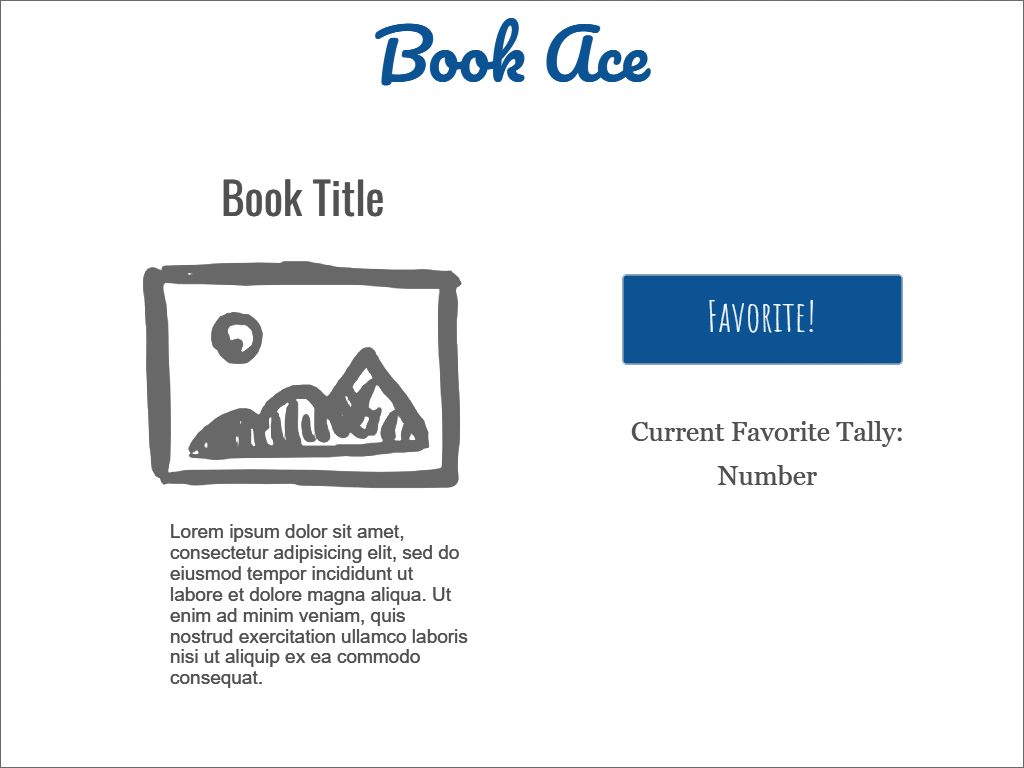 Book Ace
Book Title
Favorite!
Current Favorite Tally:
Number
Lorem ipsum dolor sit amet,
consectetur adipisicing elit, sed do
eiusmod tempor incididunt ut
labore et dolore magna aliqua. Ut
enim ad minim veniam, quis
nostrud exercitation ullamco laboris
nisi ut aliquip ex ea commodo
consequat.